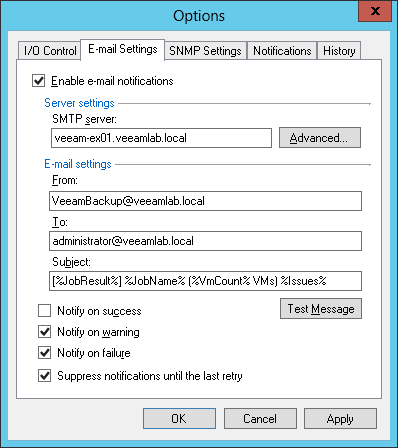 Options
I/O Control E-mail Settings SNMP Settings Notifications History
Enable e-mail notifications
Server settings
SMTP server:
veeam-ex01.veeamlab.local Advanced...
E-mail settings
From:
VeeamBackup@veeamlab.local
To:
administrator@veeamlab.local
Subject:
[%JobResult%] %JobName% (%VmCount% VMs) %Issues%
Notify on success Test Message
Notify on warning
Notify on failure
Suppress notifications until the last retry
OK Cancel Apply